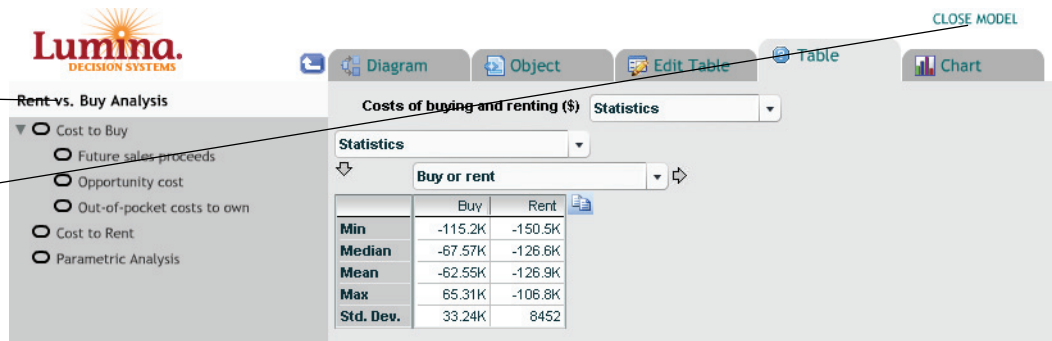 CLOSE MODEL
Lumina.
DECISION SYSTEMS
Diagram
Object
Edit Table
Table
Chart
Rent vs. Buy Analysis
Costs of buying and renting ($) Statistics
Cost to Buy
Future sales proceeds
Opportunity cost
Out-of-pocket costs to own
Cost to Rent
Parametric Analysis
Statistics
Buy or rent
Buy Rent
Min -115.2K -150.5K
Median -67.57K -126.6K
Mean -62.55K -126.9K
Max 65.31K -106.8K
Std. Dev. 33.24K 8452